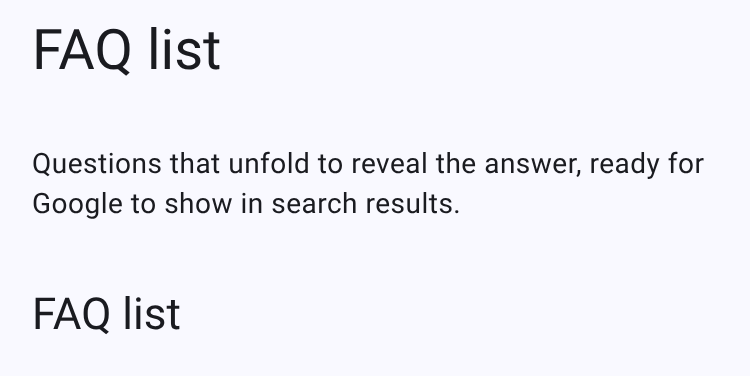 FAQ list
Questions that unfold to reveal the answer, ready for
Google to show in search results.
FAQ list